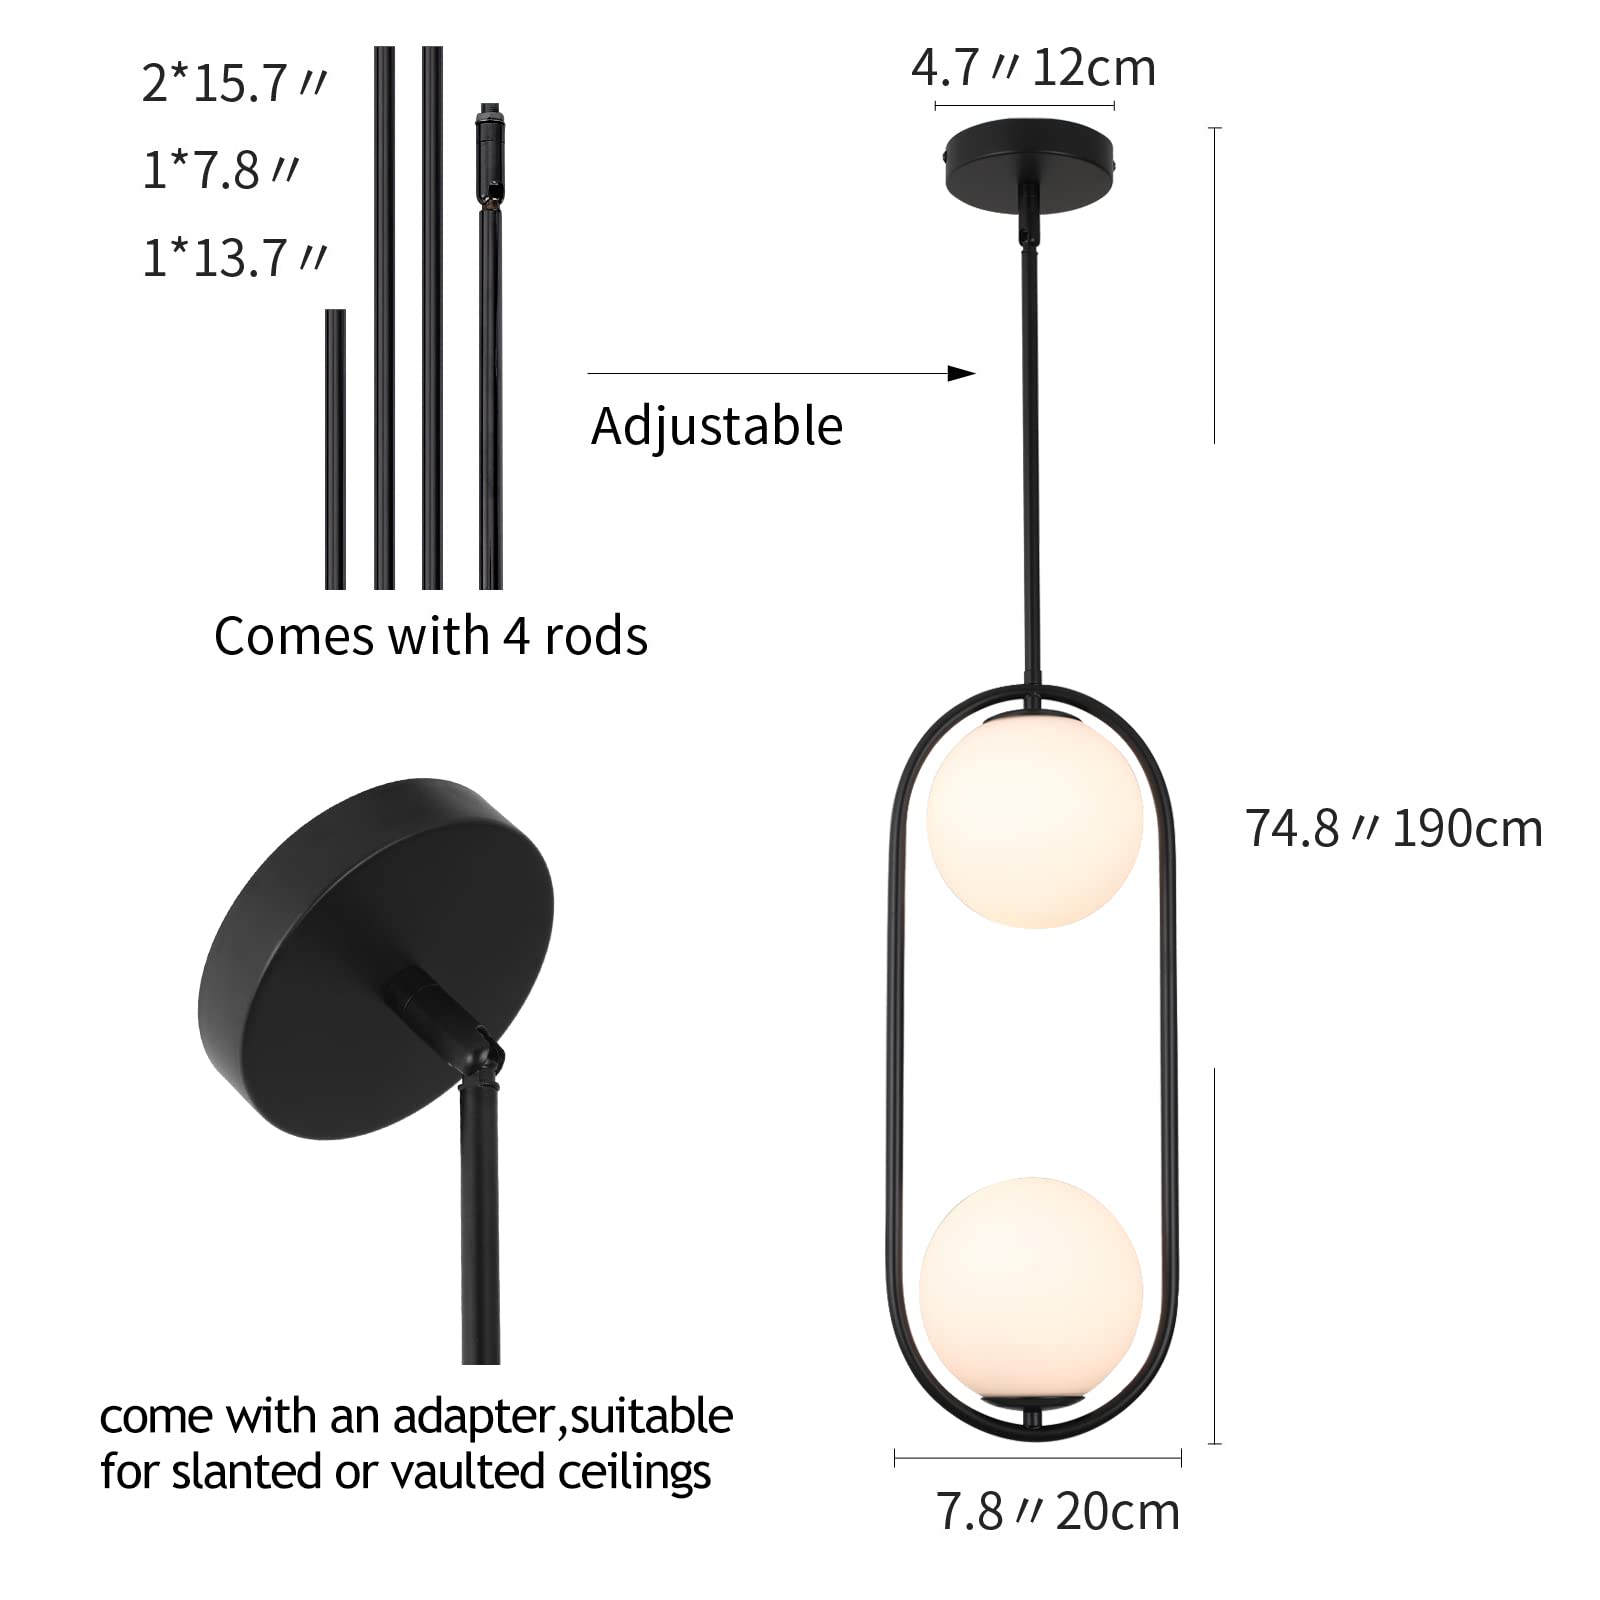 2*15.7〃
1*7.8〃
1*13.7〃
Comes with 4 rods
Adjustable
4.7〃12cm
74.8〃190cm
7.8〃20cm
come with an adapter,suitable
for slanted or vaulted ceilings